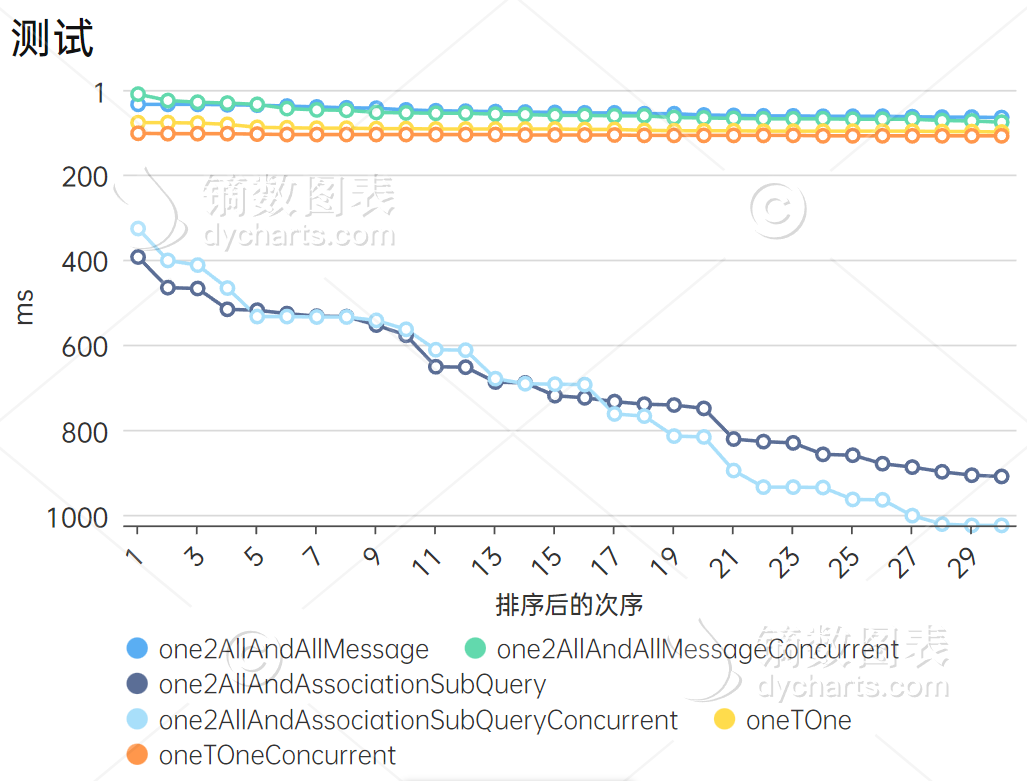 测试
1
200
400
600
800
1000
ms
1 3 5 7 9 11 13 15 17 19 21 23 25 27 29
排序后的次序
镝数图表
dycharts.com
©
one2AllAndAllMessage one2AllAndAllMessageConcurrent
one2AllAndAssociationSubQuery
one2AllAndAssociationSubQueryConcurrent oneTOne
oneTOneConcurrent
©
镝数图表
dycharts.com